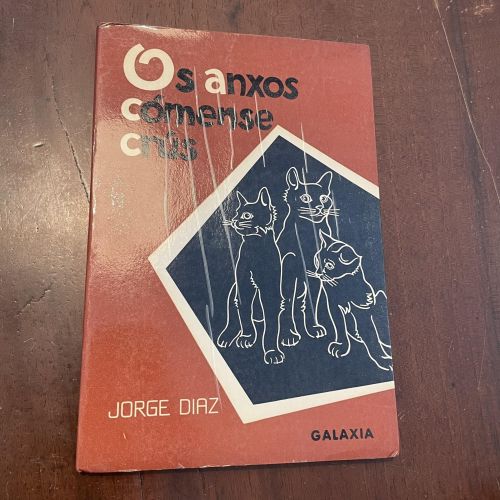 Os anxos
cómense
crús
JORGE DIAZ
GALAXIA